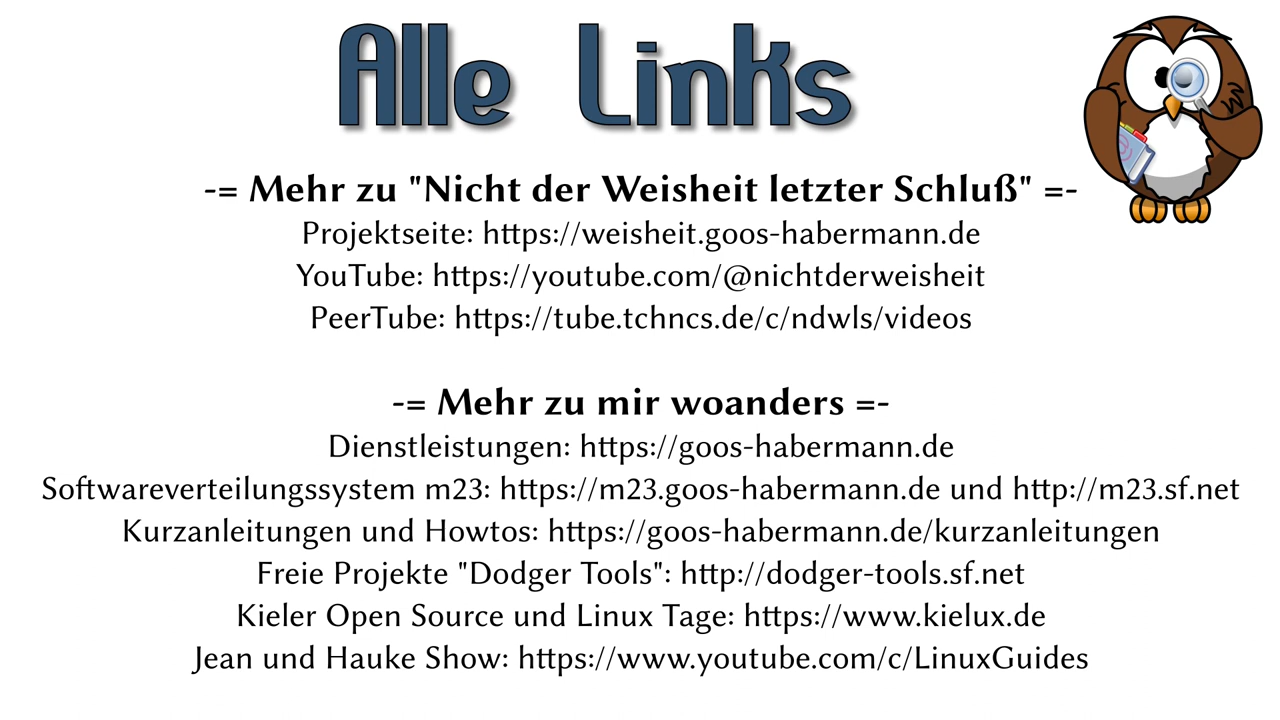 Alle Links
-= Mehr zu "Nicht der Weisheit letzter Schluß" =-
Projektseite: https://weisheit.goos-habermann.de
YouTube: https://youtube.com/@nichtderweisheit
PeerTube: https://tube.tchncs.de/c/ndwls/videos
-= Mehr zu mir woanders =-
Dienstleistungen: https://goos-habermann.de
Softwareverteilungssystem m23: https://m23.goos-habermann.de und http://m23.sf.net
Kurzanleitungen und Howtos: https://goos-habermann.de/kurzanleitungen
Freie Projekte "Dodger Tools": http://dodger-tools.sf.net
Kieler Open Source und Linux Tage: https://www.kielux.de
Jean und Hauke Show: https://www.youtube.com/c/LinuxGuides